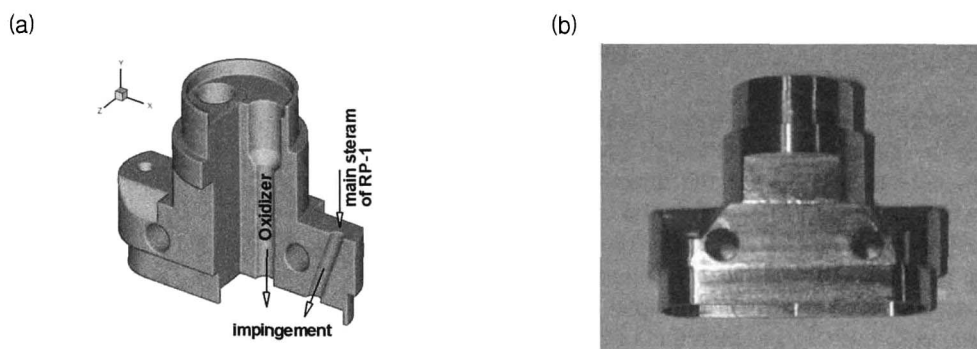 (a)
(b)
Y
X
Z
Oxidizer
main steram
of RP-1
impingement